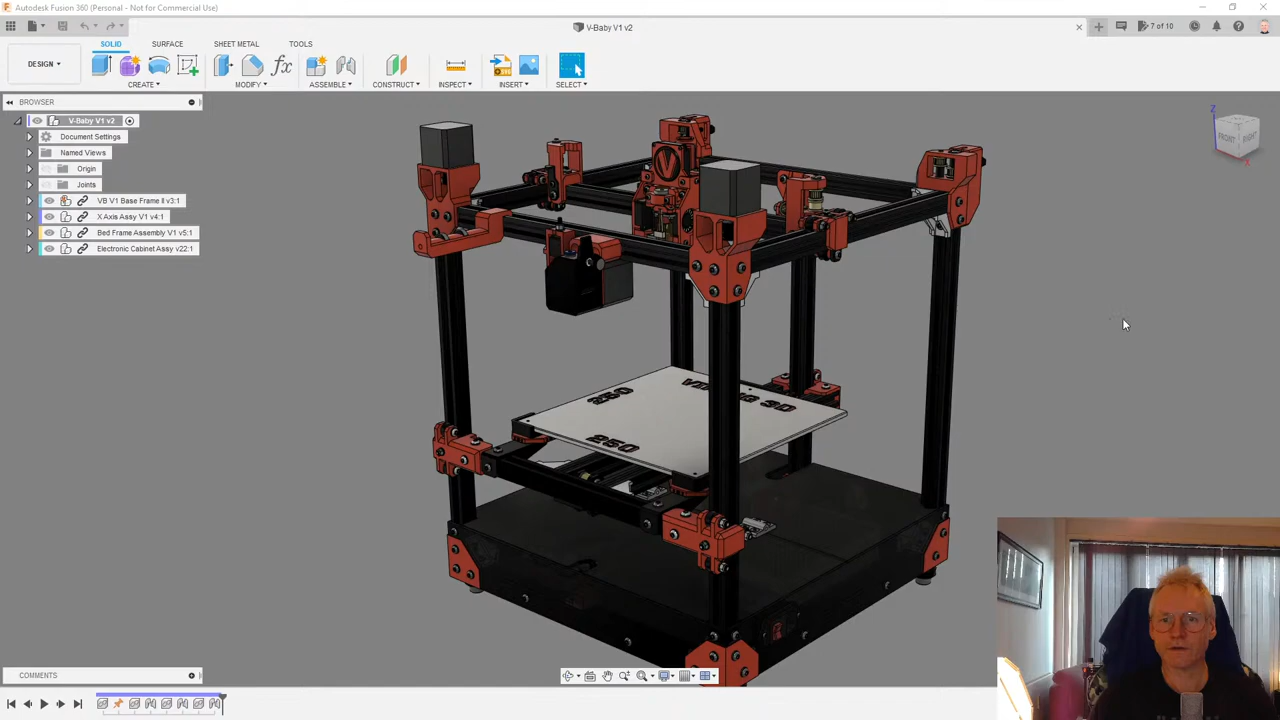 Autodesk Fusion 360 (Personal - Not for Commercial Use)
V-Baby V1 v2
7 of 10
SOLID SURFACE SHEET METAL TOOLS
DESIGN
CREATE MODIFY ASSEMBLE CONSTRUCT INSPECT INSERT SELECT
BROWSER
V-Baby V1 v2
Document Settings
Named Views
Origin
Joints
VB V1 Base Frame II v3:1
X Axis Assy V1 v4:1
Bed Frame Assembly V1 v5:1
Electronic Cabinet Assy v22:1
Z
FRONT RIGHT
X
V
250
3D
250
COMMENTS